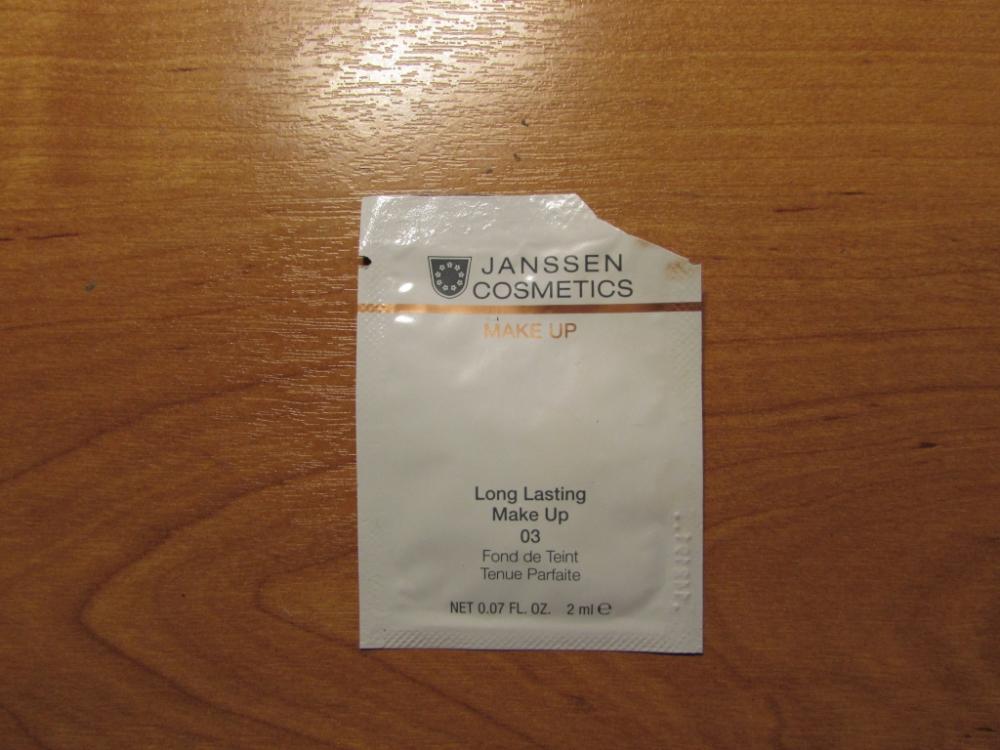 JANSSEN
COSMETICS
MAKE UP
Long Lasting
Make Up
03
Fond de Teint
Tenue Parfaite
NET 0.07 FL. OZ. 2 ml ℮